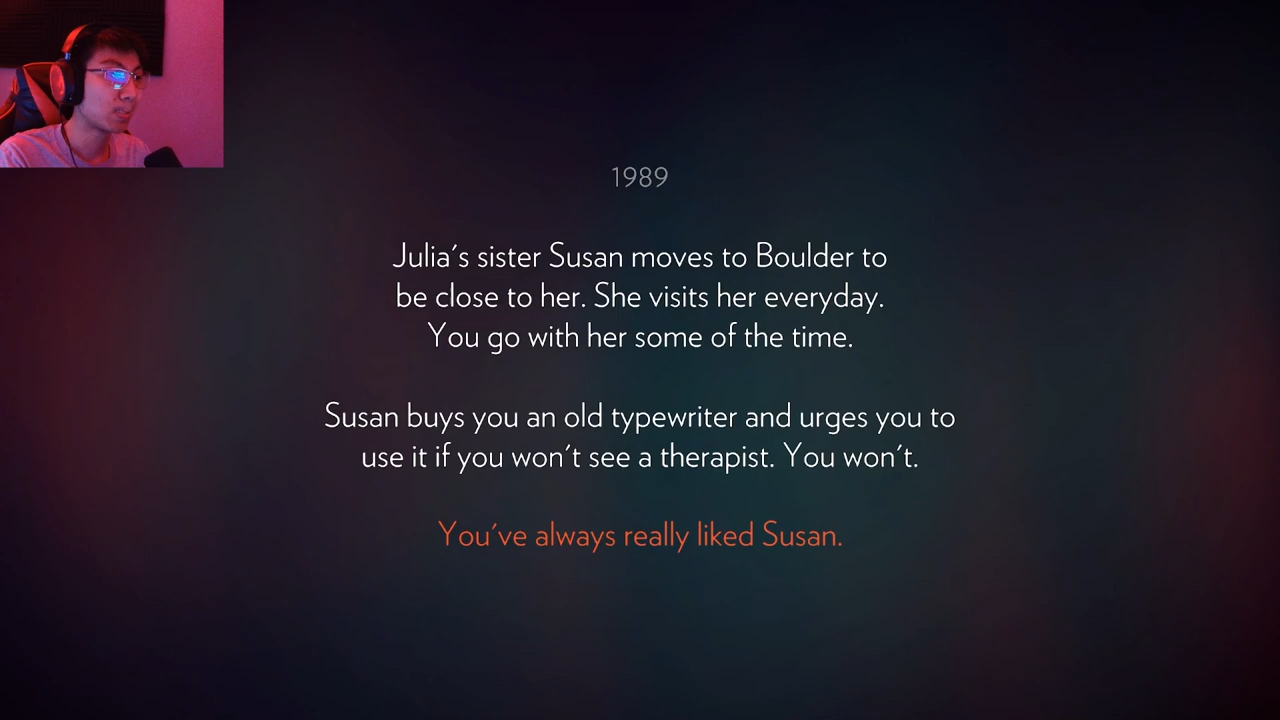 1989
Julia's sister Susan moves to Boulder to
be close to her. She visits her everyday.
You go with her some of the time.
Susan buys you an old typewriter and urges you to
use it if you won't see a therapist. You won't.
You've always really liked Susan.